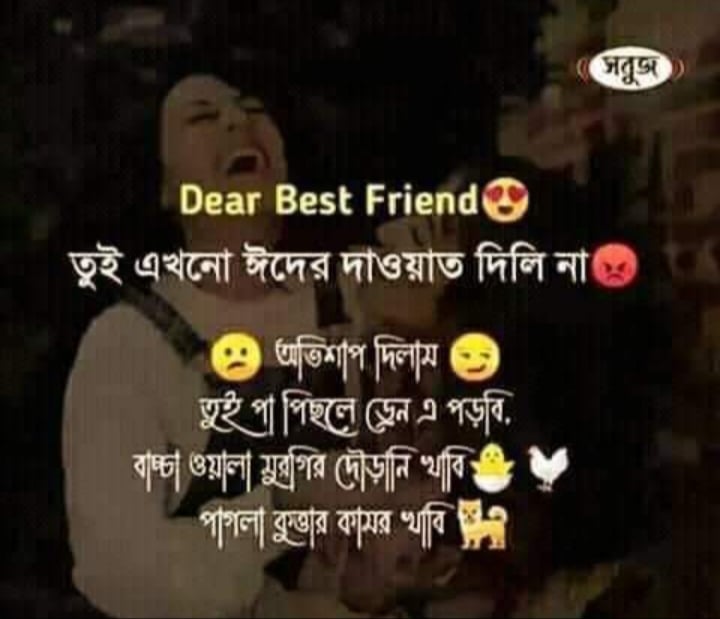 সবুজ
Dear Best Friend😍
তুই এখনো ঈদের দাওয়াত দিলি না😡
😕 অভিশাপ দিলাম 😏
তুই পা পিছলে ড্রেন এ পড়বি.
বাচ্চা ওয়ালা মুরগির দৌড়ানি খাবি🐣 🐔
পাগলা কুত্তার কামর খাবি 🐕